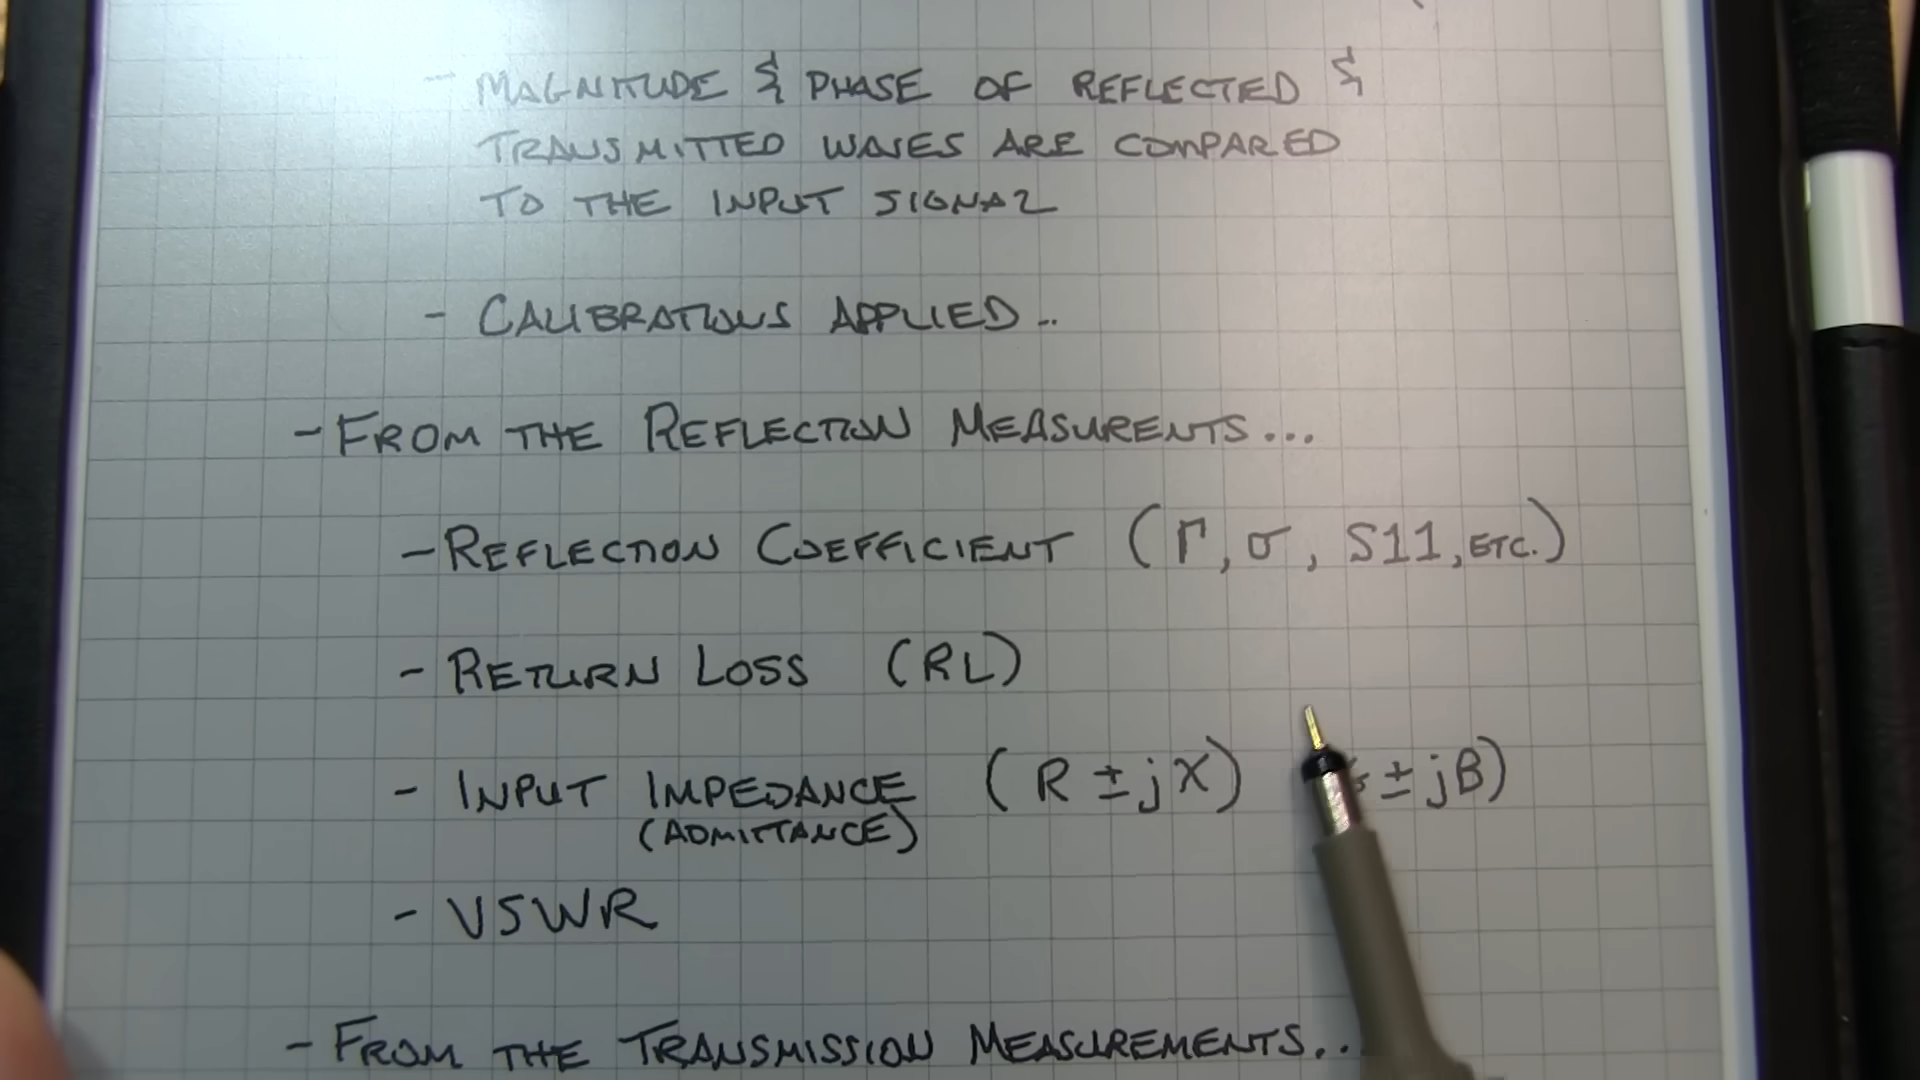 - MAGNITUDE & PHASE OF REFLECTED &
TRANSMITTED WAVES ARE COMPARED
TO THE INPUT SIGNAL
- CALIBRATIONS APPLIED..
- FROM THE REFLECTION MEASURENTS...
- REFLECTION COEFFICIENT (Γ, σ, S11, ETC.)
- RETURN LOSS (RL)
- INPUT IMPEDANCE (R ± jX) ± jB)
(ADMITTANCE)
- VSWR
- FROM THE TRANSMISSION MEASUREMENTS..